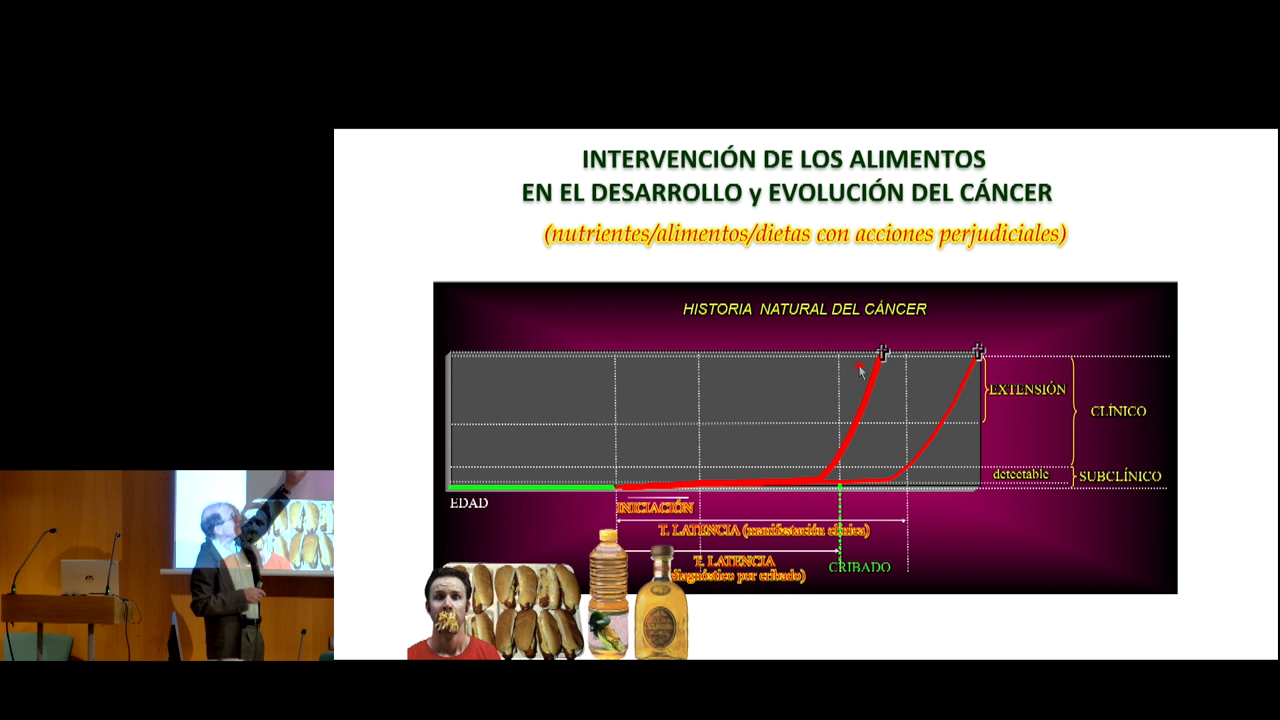 INTERVENCIÓN DE LOS ALIMENTOS
EN EL DESARROLLO y EVOLUCIÓN DEL CÁNCER
(nutrientes/alimentos/dietas con acciones perjudiciales)
HISTORIA NATURAL DEL CÁNCER
EXTENSIÓN
CLÍNICO
detectable
SUBCLÍNICO
EDAD
INICIACIÓN
T. LATENCIA (manifestación clínica)
T. LATENCIA
diagnóstico por cribado)
CRIBADO